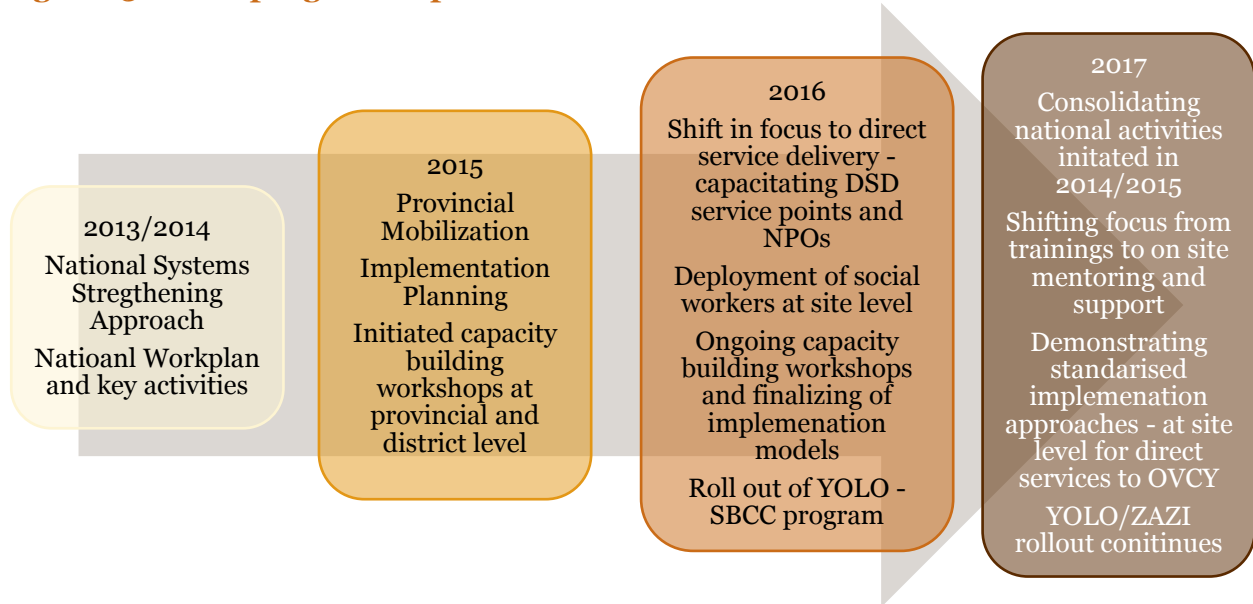 2013/2014
National Systems
Stregthening
Approach
Natioanl Workplan
and key activities
2015
Provincial
Mobilization
Implementation
Planning
Initiated capacity
building
workshops at
provincial and
district level
2016
Shift in focus to direct
service delivery -
capacitating DSD
service points and
NPOs
Deployment of social
workers at site level
Ongoing capacity
building workshops
and finalizing of
implemenation
models
Roll out of YOLO -
SBCC program
2017
Consolidating
national activities
initated in
2014/2015
Shifting focus from
trainings to on site
mentoring and
support
Demonstrating
standarised
implemenation
approaches - at site
level for direct
services to OVCY
YOLO/ZAZI
rollout conitinues